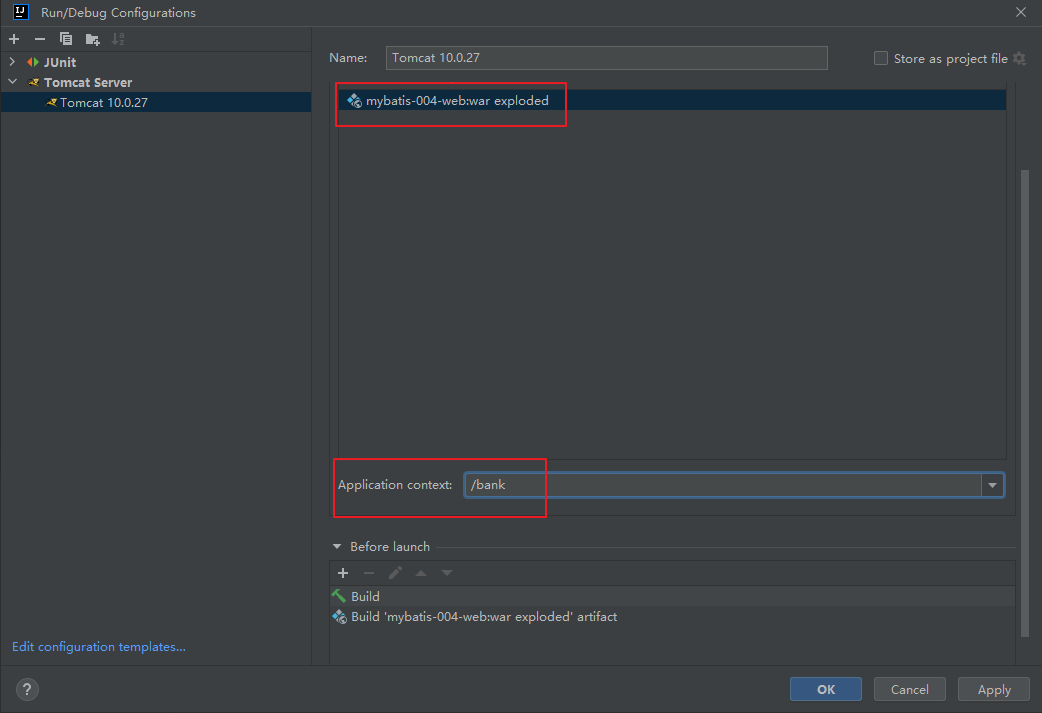 Run/Debug Configurations
JUnit
Tomcat Server
Tomcat 10.0.27
Edit configuration templates...
Name: Tomcat 10.0.27 Store as project file
mybatis-004-web:war exploded
Application context: /bank
Before launch
Build
Build 'mybatis-004-web:war exploded' artifact
? OK Cancel Apply